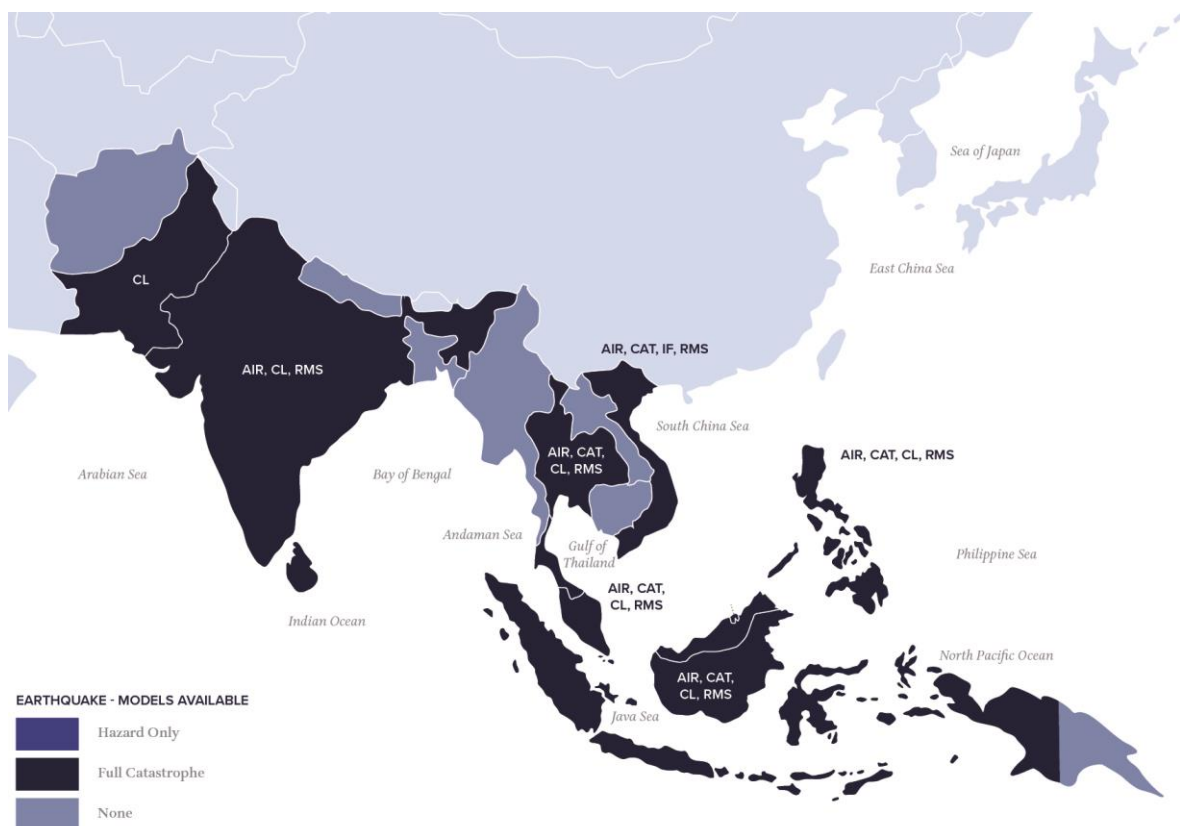 Sea of Japan
East China Sea
CL
AIR, CAT, IF, RMS
AIR, CL, RMS
South China Sea
AIR, CAT, CL, RMS
Arabian Sea
Bay of Bengal
AIR, CAT,
CL, RMS
Andaman Sea
Gulf of
Thailand
Philippine Sea
AIR, CAT,
CL, RMS
Indian Ocean
North Pacific Ocean
AIR, CAT,
CL, RMS
Java Sea
EARTHQUAKE - MODELS AVAILABLE
Hazard Only
Full Catastrophe
None